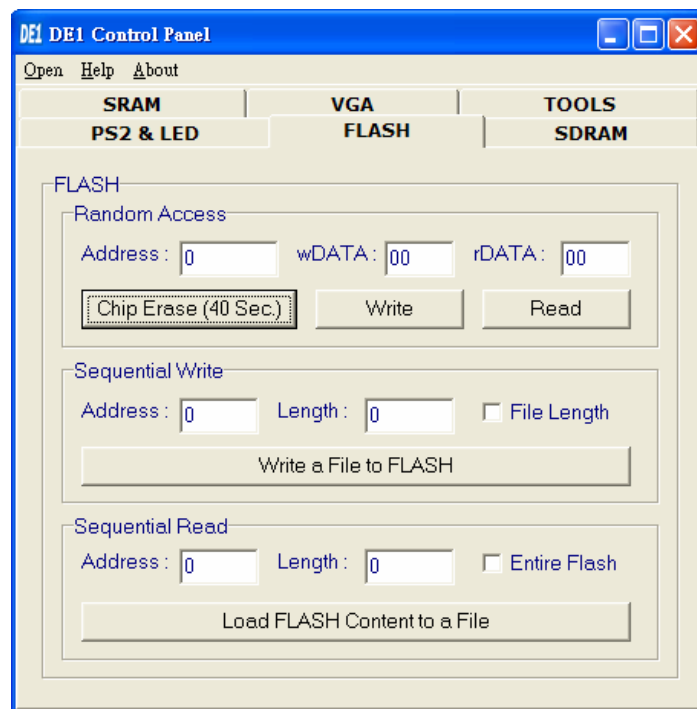 DE1 DE1 Control Panel
Open Help About
SRAM VGA TOOLS
PS2 & LED FLASH SDRAM
FLASH
Random Access
Address : 0 wDATA : 00 rDATA : 00
Chip Erase (40 Sec.) Write Read
Sequential Write
Address : 0 Length : 0 File Length
Write a File to FLASH
Sequential Read
Address : 0 Length : 0 Entire Flash
Load FLASH Content to a File